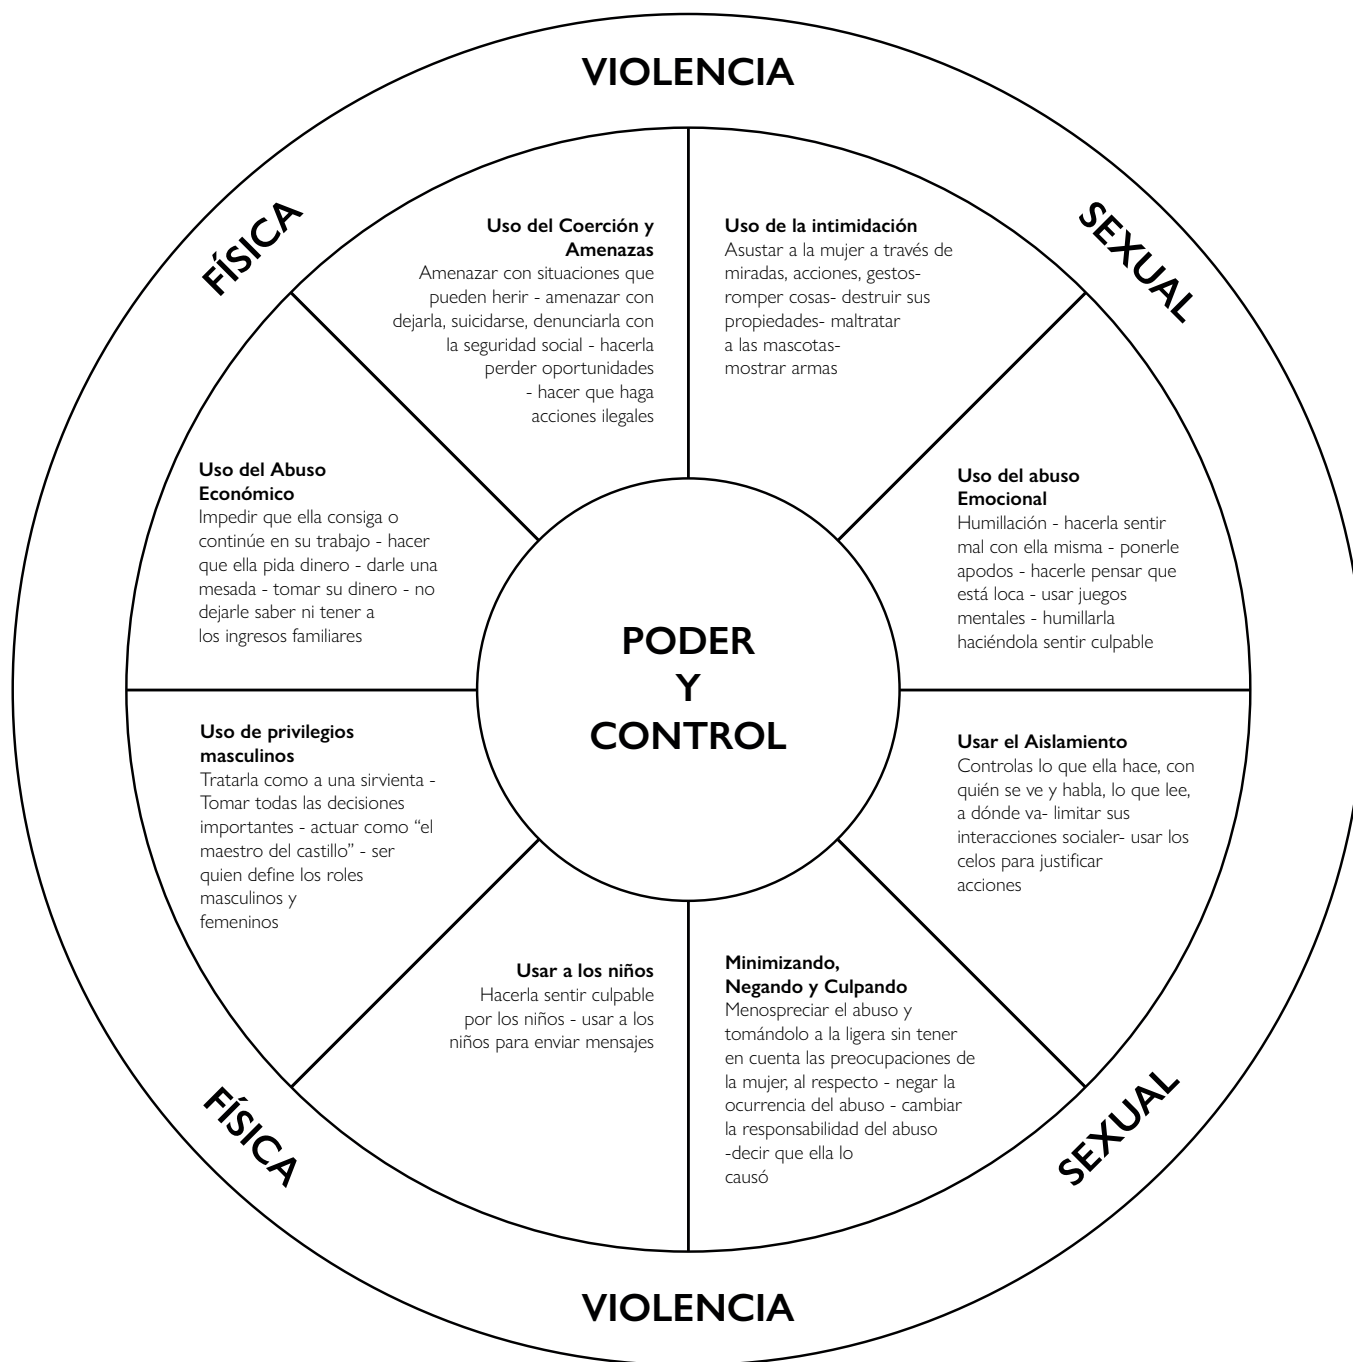 VIOLENCIA
FÍSICA
SEXUAL
Uso del Coerción y
Amenazas
Amenazar con situaciones que
pueden herir - amenazar con
dejarla, suicidarse, denunciarla con
la seguridad social - hacerla
perder oportunidades
- hacer que haga
acciones ilegales
Uso de la intimidación
Asustar a la mujer a través de
miradas, acciones, gestos-
romper cosas- destruir sus
propiedades- maltratar
a las mascotas-
mostrar armas
Uso del Abuso
Económico
Impedir que ella consiga o
continúe en su trabajo - hacer
que ella pida dinero - darle una
mesada - tomar su dinero - no
dejarle saber ni tener a
los ingresos familiares
Uso del abuso
Emocional
Humillación - hacerla sentir
mal con ella misma - ponerle
apodos - hacerle pensar que
está loca - usar juegos
mentales - humillarla
haciéndola sentir culpable
PODER
Y
CONTROL
Uso de privilegios
masculinos
Tratarla como a una sirvienta -
Tomar todas las decisiones
importantes - actuar como “el
maestro del castillo” - ser
quien define los roles
masculinos y
femeninos
Usar el Aislamiento
Controlas lo que ella hace, con
quién se ve y habla, lo que lee,
a dónde va- limitar sus
interacciones socialer- usar los
celos para justificar
acciones
Usar a los niños
Hacerla sentir culpable
por los niños - usar a los
niños para enviar mensajes
Minimizando,
Negando y Culpando
Menospreciar el abuso y
tomándolo a la ligera sin tener
en cuenta las preocupaciones de
la mujer, al respecto - negar la
ocurrencia del abuso - cambiar
la responsabilidad del abuso
-decir que ella lo
causó
FÍSICA
SEXUAL
VIOLENCIA